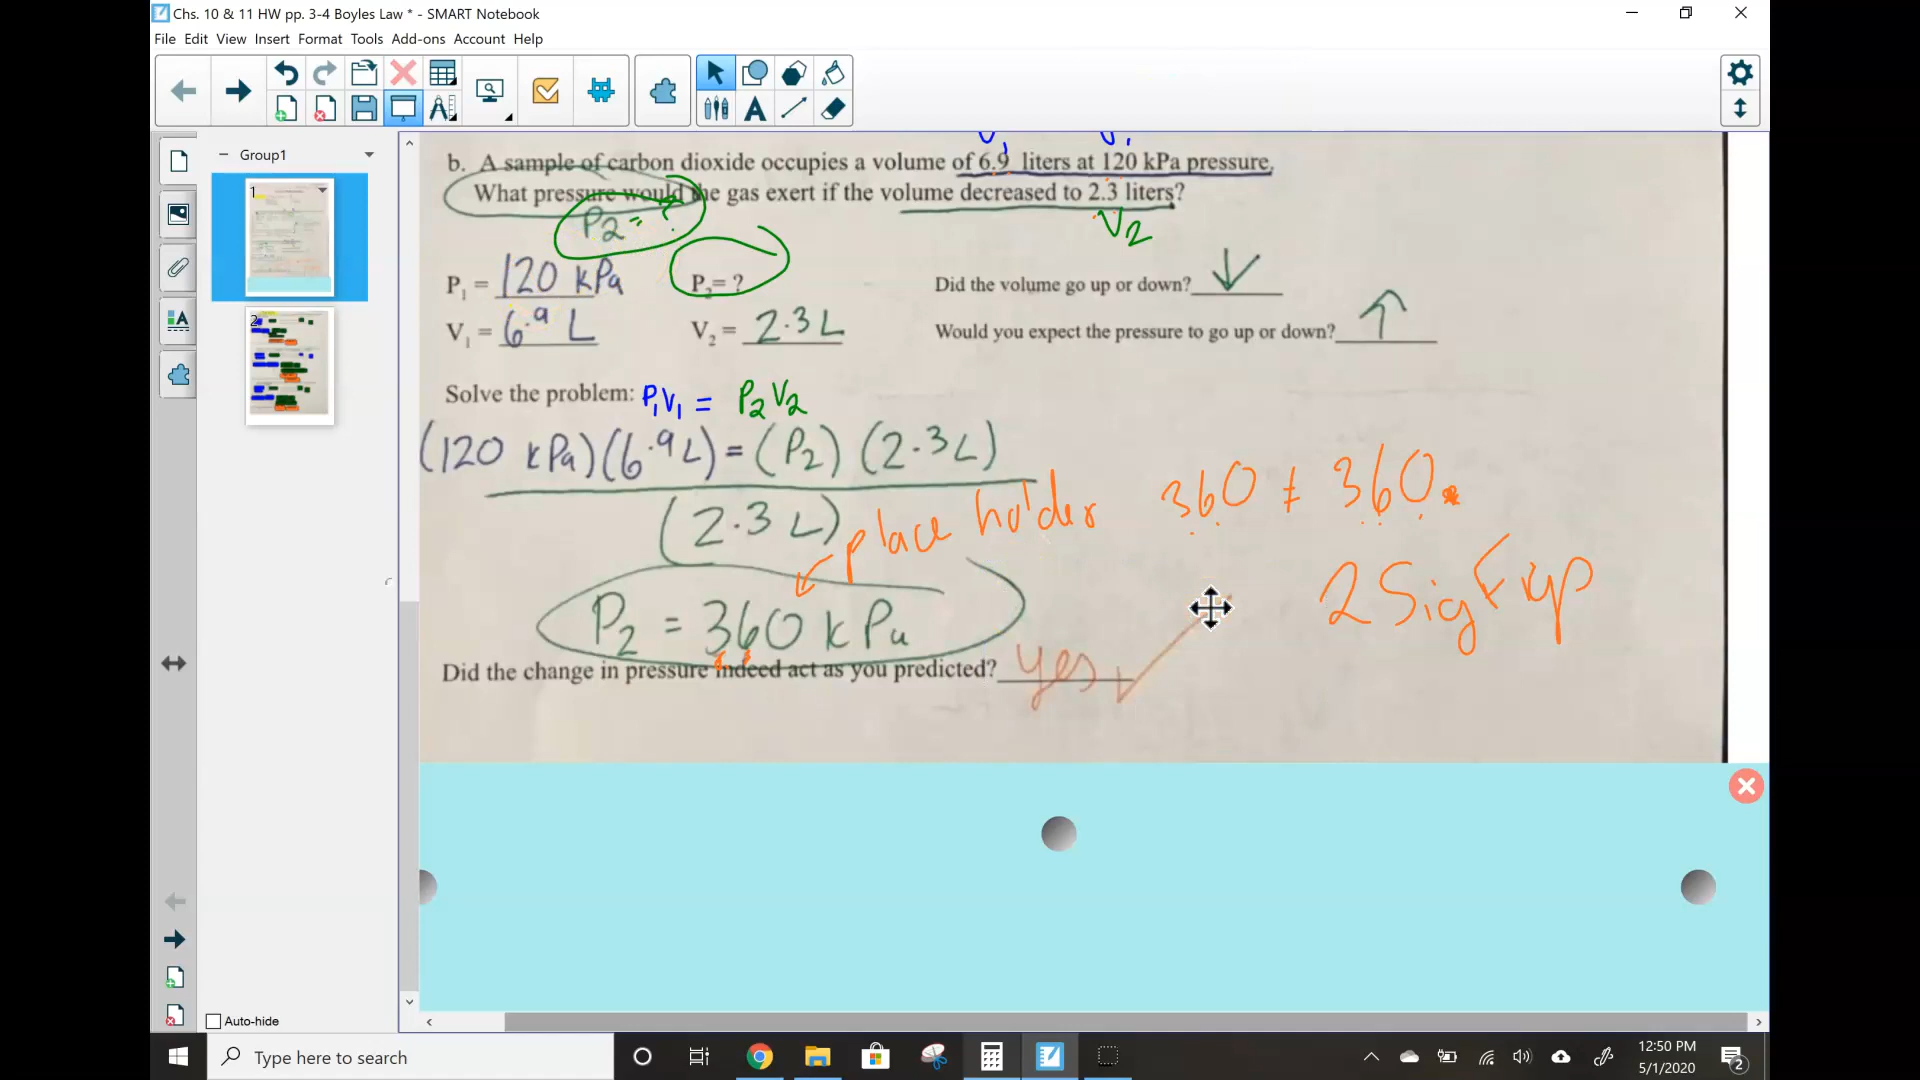 Chs. 10 & 11 HW pp. 3-4 Boyles Law * - SMART Notebook
File Edit View Insert Format Tools Add-ons Account Help
Group1
1
2
V₁ V₁
b. A sample of carbon dioxide occupies a volume of 6.9 liters at 120 kPa pressure.
What pressure would the gas exert if the volume decreased to 2.3 liters?
P2 = ?
V2
P₁ = 120 kPa P₂= ? Did the volume go up or down? ↓
V₁ = 6.9 L V₂ = 2.3 L Would you expect the pressure to go up or down? ↑
Solve the problem: P₁V₁ = P₂V₂
(120 kPa)(6.9L) = (P₂) (2.3L)
(2.3 L)
place holder 360 ≠ 360.
2 Sig Figs
P₂ = 360 kPa
Did the change in pressure indeed act as you predicted? yes ✓
Auto-hide
Type here to search
12:50 PM
5/1/2020
2